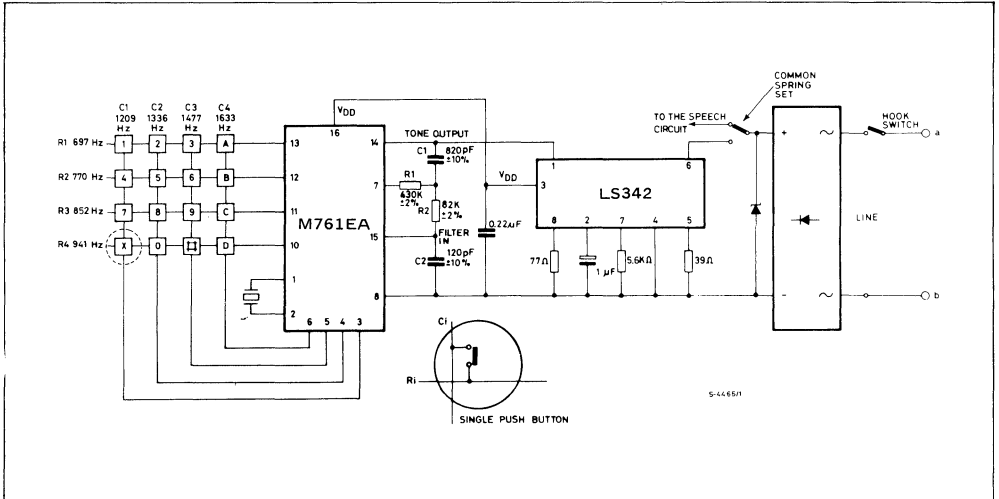 C1 C2 C3 C4
1209 1336 1477 1633
Hz Hz Hz Hz
R1 697 Hz 1 2 3 A
R2 770 Hz 4 5 6 B
R3 852 Hz 7 8 9 C
R4 941 Hz X 0 D
VDD
16
M761EA
13
12
11
10
1
2
6 5 4 3
14
7
15
8
TONE OUTPUT
C1 820pF
±10%
R1
430K
±2%
82K
±2%
R2
FILTER
IN
120pF
±10%
C2
VDD
0.22µF
1 6
3
LS342
8 2 7 4 5
77Ω
1 µF
5.6KΩ
39Ω
TO THE SPEECH
CIRCUIT
COMMON
SPRING
SET
+ ~
- ~
LINE
HOOK
SWITCH
a
b
Ci
Ri
SINGLE PUSH BUTTON
S-4465/1